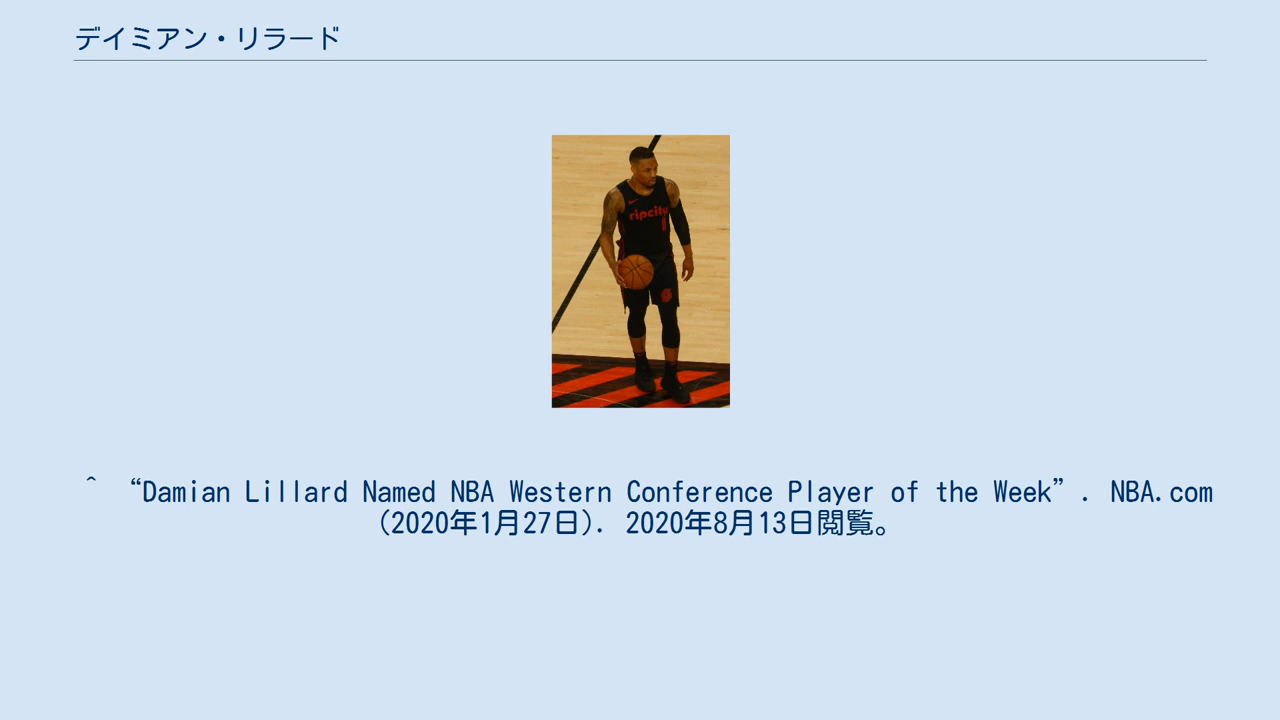 デイミアン・リラード
ripcity
^ “Damian Lillard Named NBA Western Conference Player of the Week”. NBA.com
(2020年1月27日). 2020年8月13日閲覧。